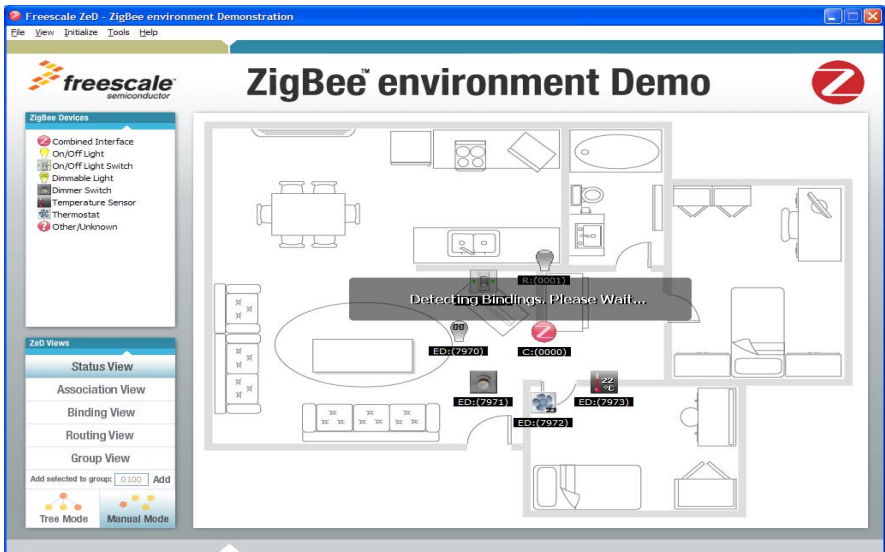 Freescale ZeD - ZigBee environment Demonstration
File View Initialize Tools Help
freescale™
semiconductor
ZigBee™ environment Demo
ZigBee Devices
Combined Interface
On/Off Light
On/Off Light Switch
Dimmable Light
Dimmer Switch
Temperature Sensor
Thermostat
Other/Unknown
R:(0001)
Detecting Bindings. Please Wait...
00
ED:(7970)
C:(0000)
ED:(7971)
22
°C
ED:(7973)
ED:(7972)
ZeD Views
Status View
Association View
Binding View
Routing View
Group View
Add selected to group: 0100 Add
Tree Mode
Manual Mode